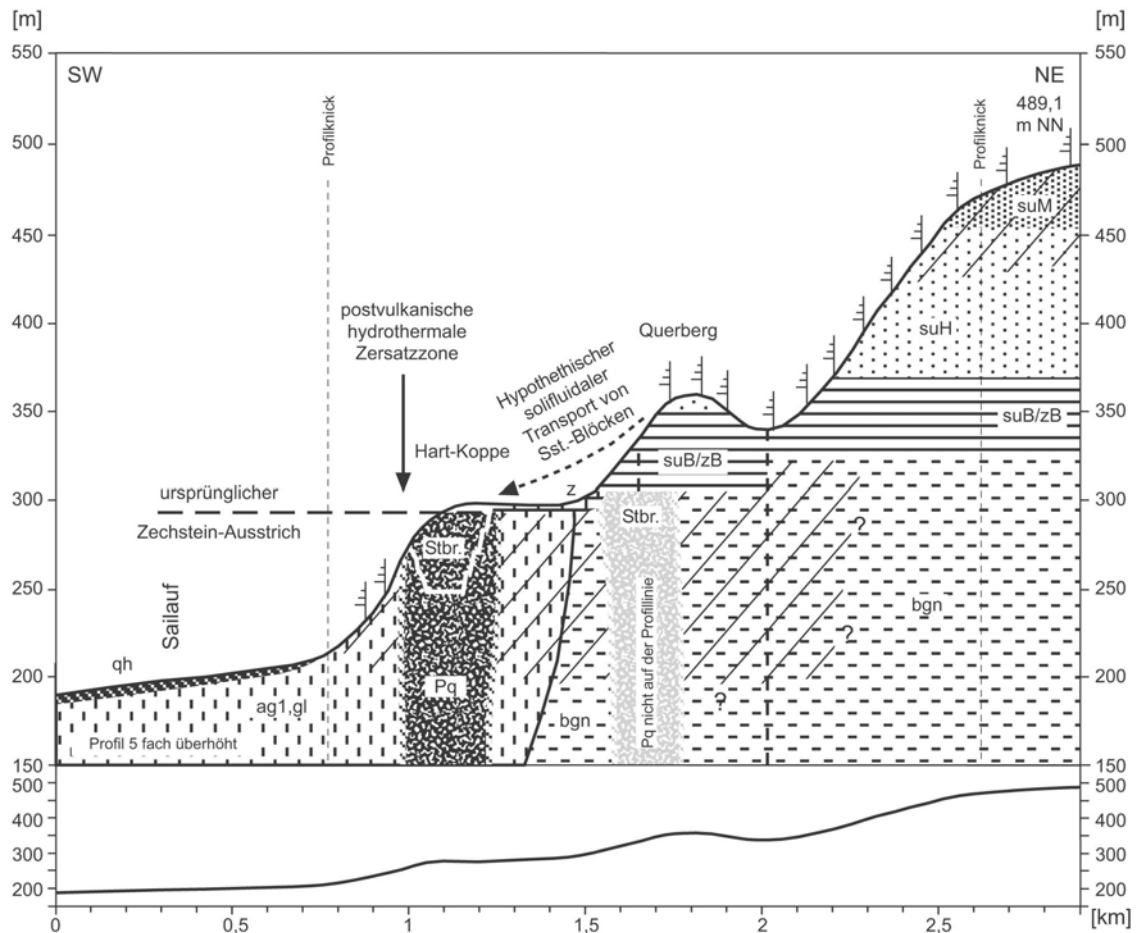 [m]
[m]
550
550
SW
NE
489,1
m NN
Profilknick
Profilknick
500
500
suM
450
450
postvulkanische
hydrothermale
Zersatzzone
400
400
Querberg
suH
Hypothethischer
solifluidaler
Transport von
Sst.-Blöcken
350
350
suB/zB
Hart-Koppe
suB/zB
z
300
300
ursprünglicher
Zechstein-Ausstrich
Stbr.
Stbr.
?
250
250
Sailauf
bgn
Pq nicht auf der Profillinie
?
qh
200
200
Pq
ag1,gl
bgn
?
Profil 5 fach überhöht
150
150
500
500
400
400
300
300
200
200
0
0,5
1
1,5
2
2,5
[km]